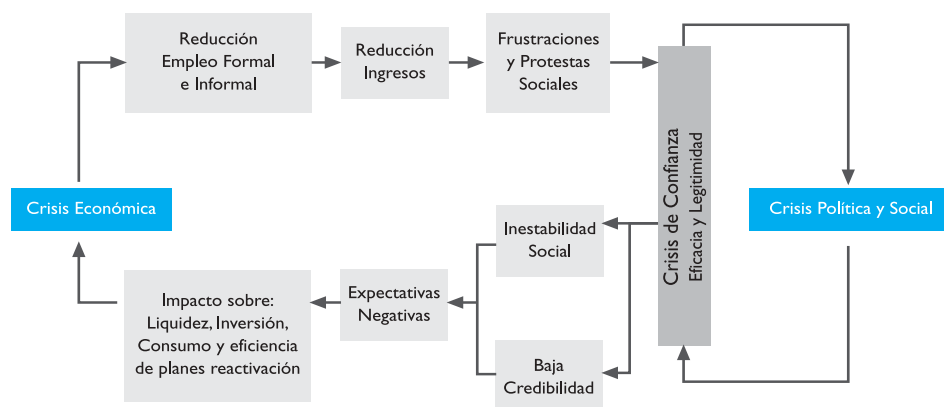 Reducción
Empleo Formal
e Informal
Reducción
Ingresos
Frustraciones
y Protestas
Sociales
Crisis de Confianza
Eficacia y Legitimidad
Crisis Económica
Crisis Política y Social
Inestabilidad
Social
Expectativas
Negativas
Impacto sobre:
Liquidez, Inversión,
Consumo y eficiencia
de planes reactivación
Baja
Credibilidad